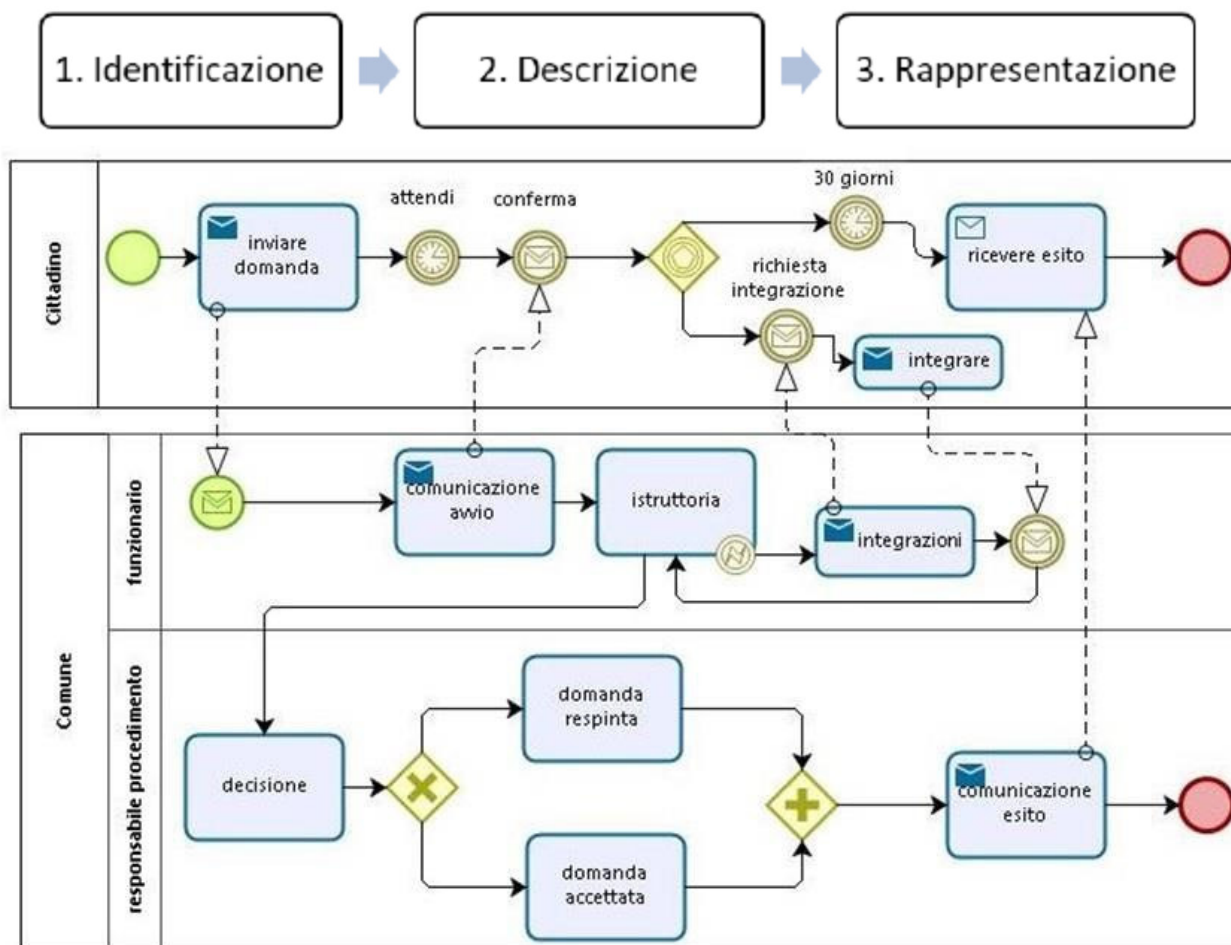 1. Identificazione
2. Descrizione
3. Rappresentazione
Cittadino
inviare
domanda
attendi
conferma
30 giorni
richiesta
integrazione
ricevere esito
integrare
Comune
funzionario
comunicazione
avvio
istruttoria
integrazioni
responsabile procedimento
decisione
domanda
respinta
domanda
accettata
comunicazione
esito